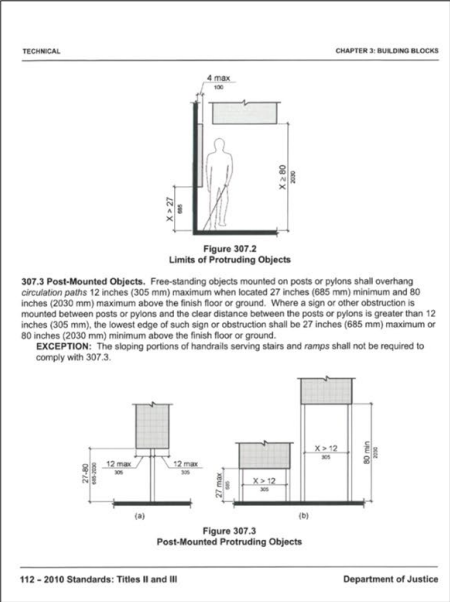 TECHNICAL
CHAPTER 3: BUILDING BLOCKS
4 max
100
X > 27
685
X ≥ 80
2030
Figure 307.2
Limits of Protruding Objects
307.3 Post-Mounted Objects. Free-standing objects mounted on posts or pylons shall overhang
circulation paths 12 inches (305 mm) maximum when located 27 inches (685 mm) minimum and 80
inches (2030 mm) maximum above the finish floor or ground. Where a sign or other obstruction is
mounted between posts or pylons and the clear distance between the posts or pylons is greater than 12
inches (305 mm), the lowest edge of such sign or obstruction shall be 27 inches (685 mm) maximum or
80 inches (2030 mm) minimum above the finish floor or ground.
EXCEPTION: The sloping portions of handrails serving stairs and ramps shall not be required to
comply with 307.3.
27-80
685-2030
12 max
305
12 max
305
27 max
685
X > 12
305
X > 12
305
80 min
2030
(a)
(b)
Figure 307.3
Post-Mounted Protruding Objects
112 – 2010 Standards: Titles II and III
Department of Justice